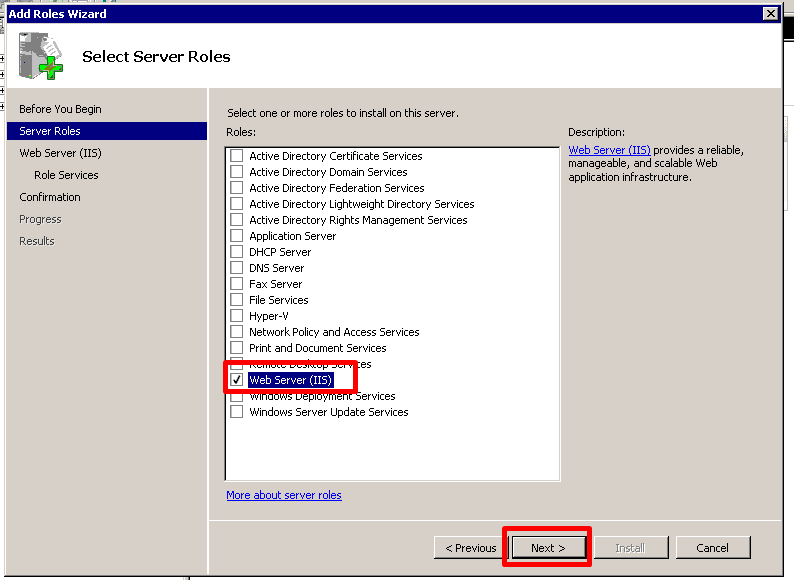 Add Roles Wizard
Select Server Roles
Before You Begin
Server Roles
Web Server (IIS)
Role Services
Confirmation
Progress
Results
Select one or more roles to install on this server.
Roles:
Active Directory Certificate Services
Active Directory Domain Services
Active Directory Federation Services
Active Directory Lightweight Directory Services
Active Directory Rights Management Services
Application Server
DHCP Server
DNS Server
Fax Server
File Services
Hyper-V
Network Policy and Access Services
Print and Document Services
Remote Desktop Services
Web Server (IIS)
Windows Deployment Services
Windows Server Update Services
More about server roles
Description:
Web Server (IIS) provides a reliable,
manageable, and scalable Web
application infrastructure.
< Previous
Next >
Install
Cancel